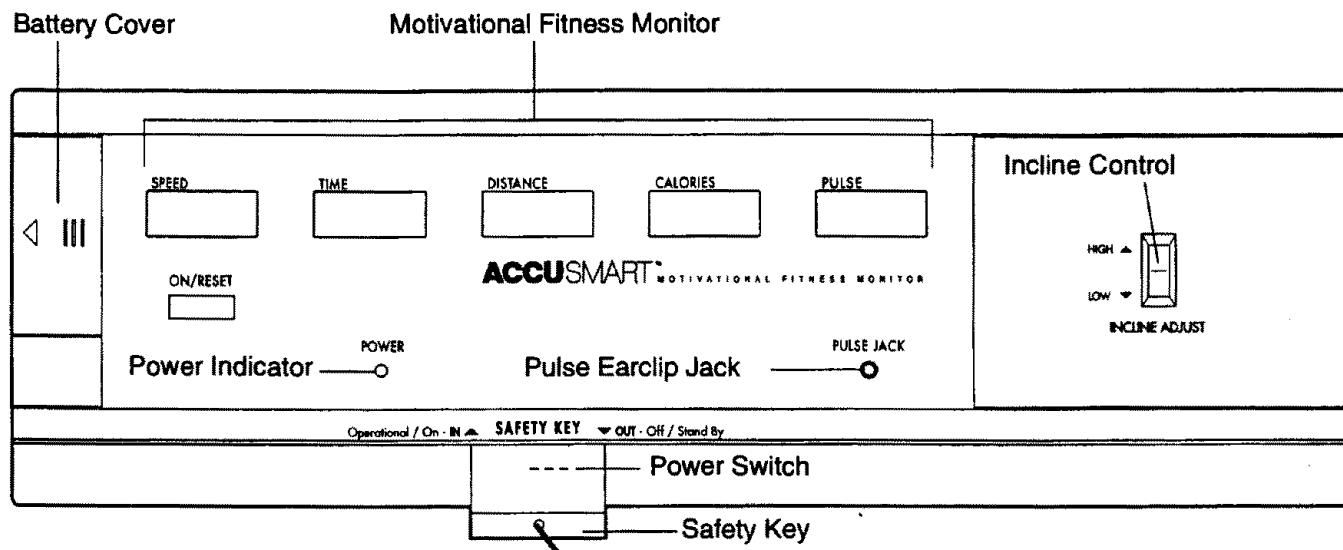 Battery Cover
Motivational Fitness Monitor
SPEED
TIME
DISTANCE
CALORIES
PULSE
Incline Control
HIGH ▲
LOW ▼
INCLINE ADJUST
ACCUSMART™ MOTIVATIONAL FITNESS MONITOR
ON/RESET
POWER
Power Indicator
PULSE JACK
Pulse Earclip Jack
Operational / On - IN ▲ SAFETY KEY ▼ OUT - Off / Stand By
Power Switch
Safety Key